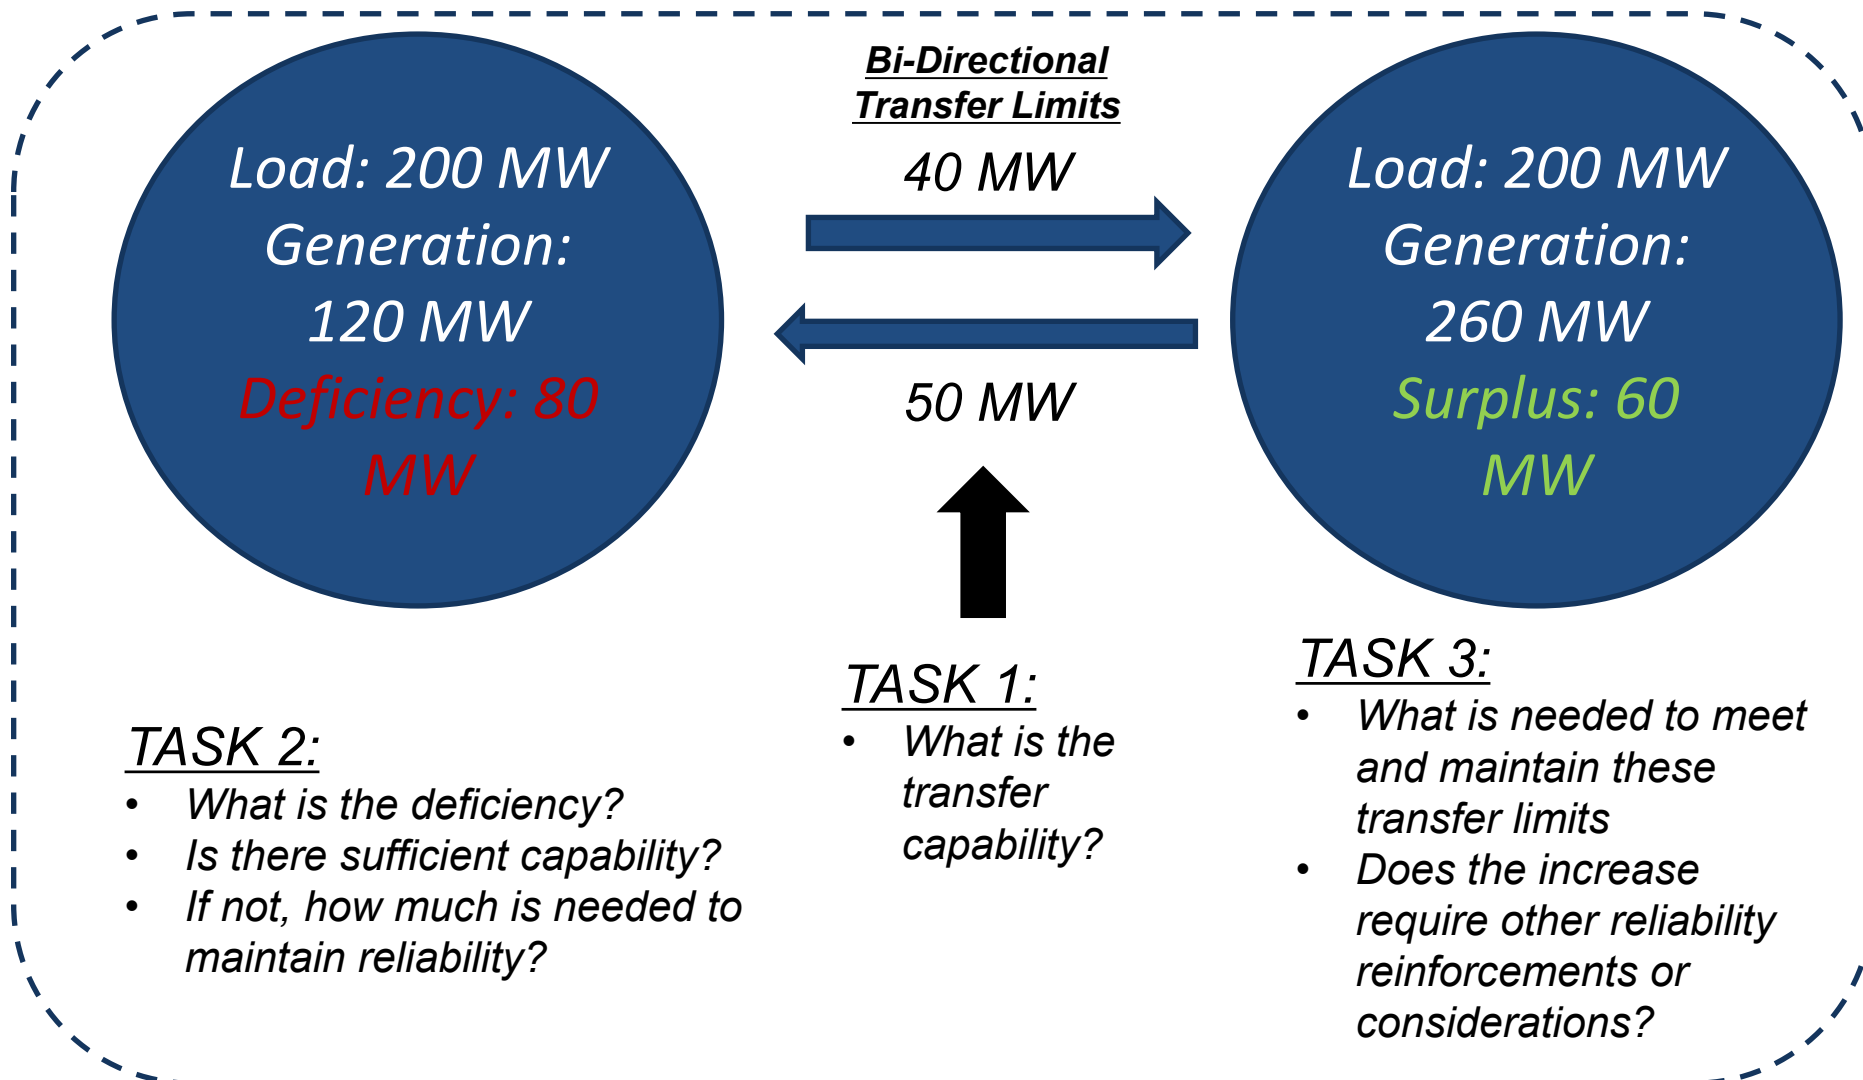 Load: 200 MW
Generation:
120 MW
Deficiency: 80
MW
Bi-Directional
Transfer Limits
40 MW
50 MW
Load: 200 MW
Generation:
260 MW
Surplus: 60
MW
TASK 2:
• What is the deficiency?
• Is there sufficient capability?
• If not, how much is needed to
maintain reliability?
TASK 1:
• What is the
transfer
capability?
TASK 3:
• What is needed to meet
and maintain these
transfer limits
• Does the increase
require other reliability
reinforcements or
considerations?